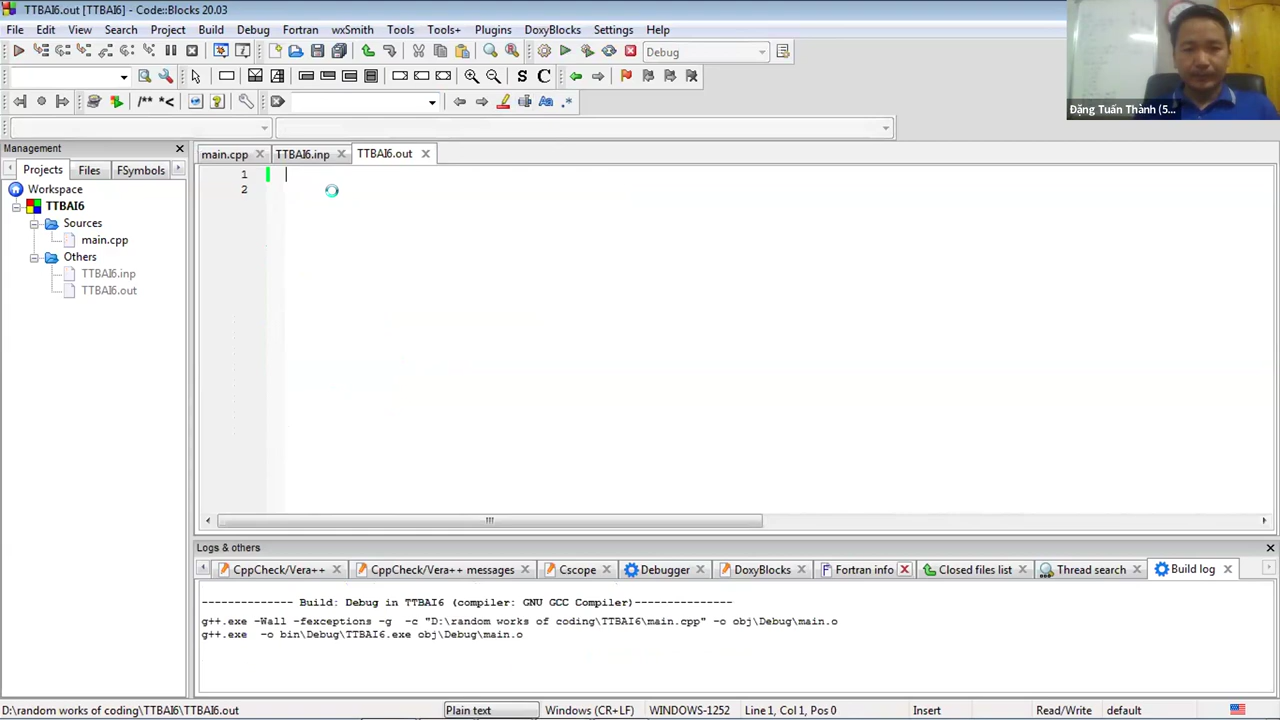 TTBAI6.out [TTBAI6] - Code::Blocks 20.03
File Edit View Search Project Build Debug Fortran wxSmith Tools Tools+ Plugins DoxyBlocks Settings Help
Debug
S C
/** *<
Aa .*
Đặng Tuấn Thành (5...
Management
main.cpp TTBAI6.inp TTBAI6.out
Projects Files FSymbols
1
2
Workspace
TTBAI6
Sources
main.cpp
Others
TTBAI6.inp
TTBAI6.out
Logs & others
CppCheck/Vera++ CppCheck/Vera++ messages Cscope Debugger DoxyBlocks Fortran info Closed files list Thread search Build log
-------------- Build: Debug in TTBAI6 (compiler: GNU GCC Compiler)---------------
g++.exe -Wall -fexceptions -g -c "D:\random works of coding\TTBAI6\main.cpp" -o obj\Debug\main.o
g++.exe -o bin\Debug\TTBAI6.exe obj\Debug\main.o
D:\random works of coding\TTBAI6\TTBAI6.out Plain text Windows (CR+LF) WINDOWS-1252 Line 1, Col 1, Pos 0 Insert Read/Write default